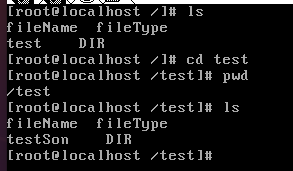 [root@localhost /]# ls
fileName  fileType
test     DIR
[root@localhost /]# cd test
[root@localhost /test]# pwd
/test
[root@localhost /test]# ls
fileName  fileType
testSon     DIR
[root@localhost /test]#